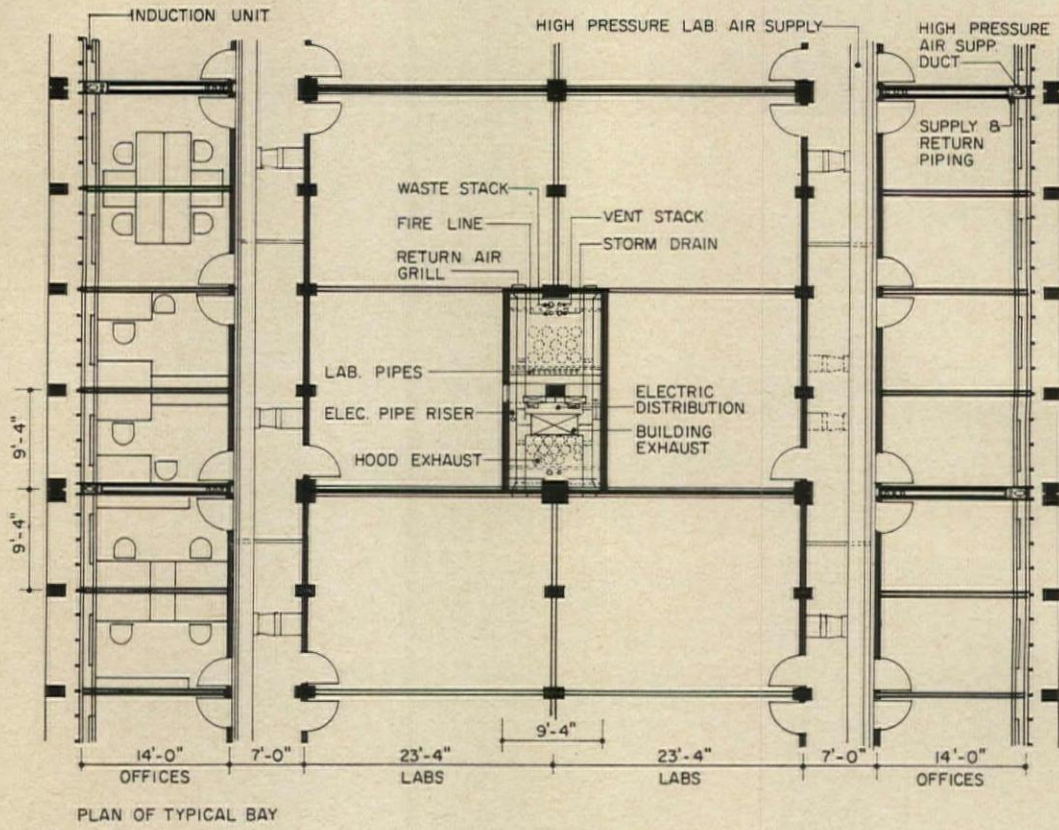 INDUCTION UNIT
HIGH PRESSURE LAB. AIR SUPPLY
HIGH PRESSURE
AIR SUPP.
DUCT
SUPPLY &
RETURN
PIPING
WASTE STACK
FIRE LINE
RETURN AIR
GRILL
VENT STACK
STORM DRAIN
LAB. PIPES
ELEC. PIPE RISER
HOOD EXHAUST
ELECTRIC
DISTRIBUTION
BUILDING
EXHAUST
9'-4"
9'-4"
9'-4"
14'-0"
7'-0"
23'-4"
23'-4"
7'-0"
14'-0"
OFFICES
LABS
LABS
OFFICES
PLAN OF TYPICAL BAY